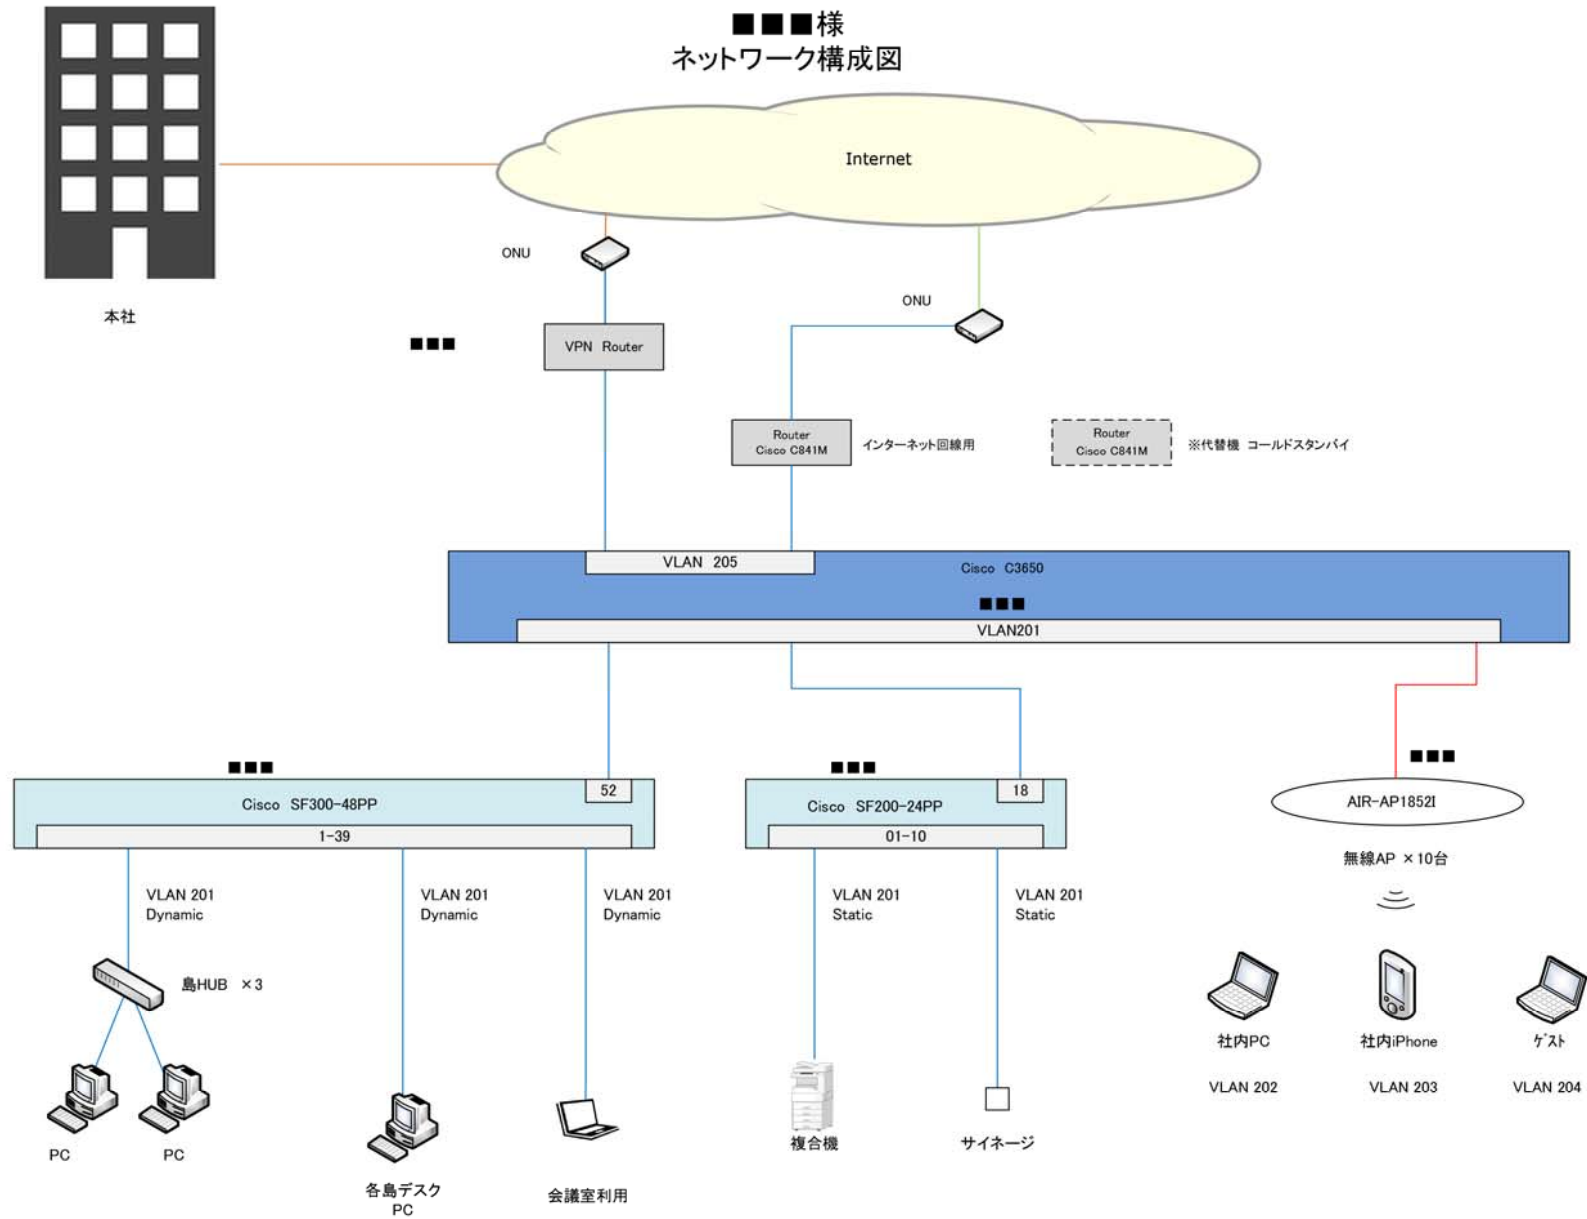 ■■■様
ネットワーク構成図
Internet
ONU
本社
ONU
■■■
VPN Router
Router
Cisco C841M
インターネット回線用
Router
Cisco C841M
※代替機 コールドスタンバイ
VLAN 205
Cisco C3650
■■■
VLAN201
■■■
52
Cisco SF300-48PP
1-39
■■■
18
Cisco SF200-24PP
01-10
■■■
AIR-AP1852I
無線AP ×10台
VLAN 201
Dynamic
VLAN 201
Dynamic
VLAN 201
Dynamic
VLAN 201
Static
VLAN 201
Static
島HUB ×3
社内PC
社内iPhone
ゲスト
VLAN 202
VLAN 203
VLAN 204
PC
PC
各島デスク
PC
会議室利用
複合機
サイネージ